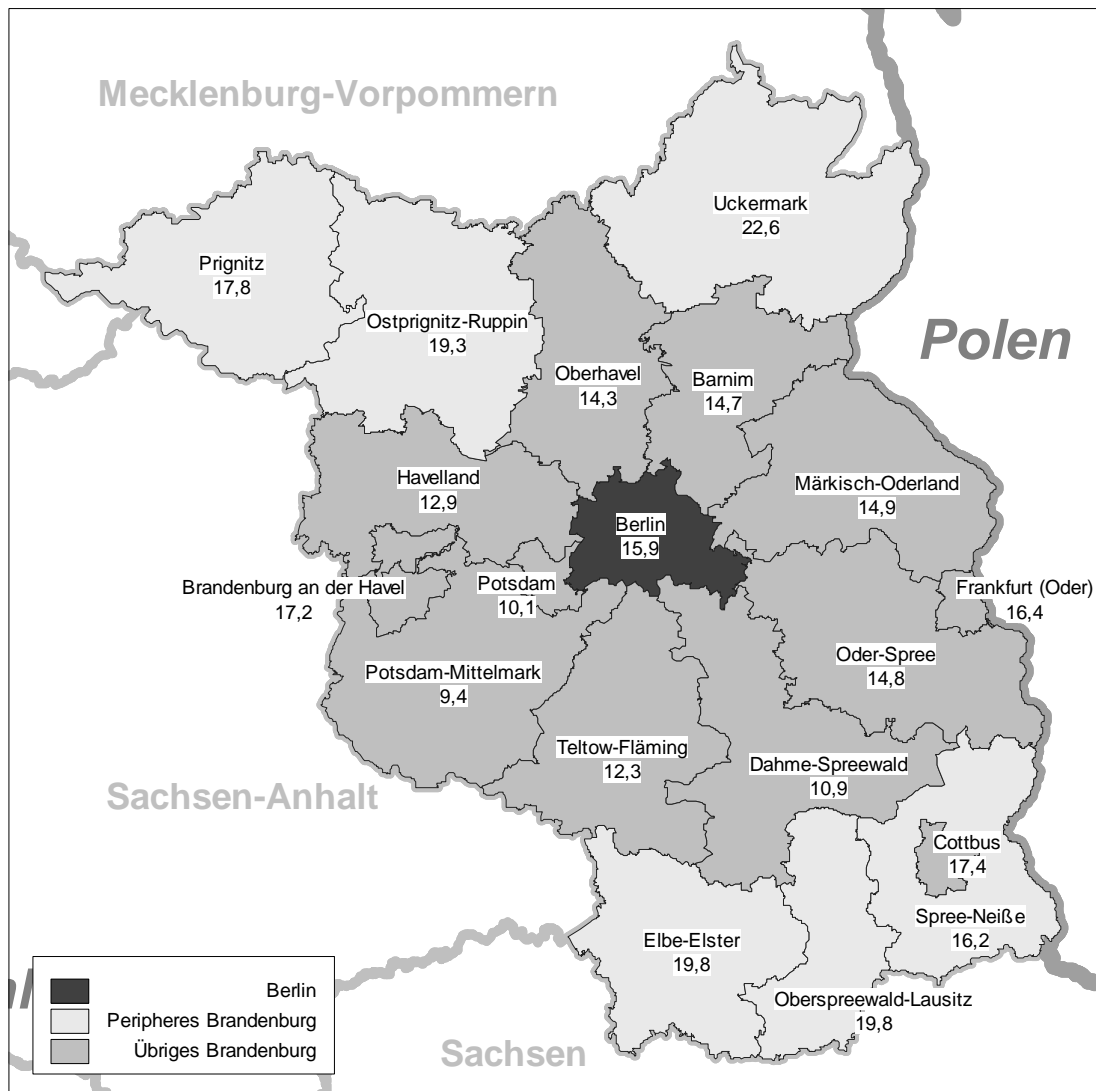 Mecklenburg-Vorpommern
Uckermark
22,6
Prignitz
17,8
Ostprignitz-Ruppin
19,3
Polen
Oberhavel
14,3
Barnim
14,7
Havelland
12,9
Märkisch-Oderland
14,9
Berlin
15,9
Brandenburg an der Havel
17,2
Potsdam
10,1
Frankfurt (Oder)
16,4
Oder-Spree
14,8
Potsdam-Mittelmark
9,4
Teltow-Fläming
12,3
Dahme-Spreewald
10,9
Sachsen-Anhalt
Cottbus
17,4
Spree-Neiße
16,2
Elbe-Elster
19,8
Oberspreewald-Lausitz
19,8
Sachsen
Berlin
Peripheres Brandenburg
Übriges Brandenburg